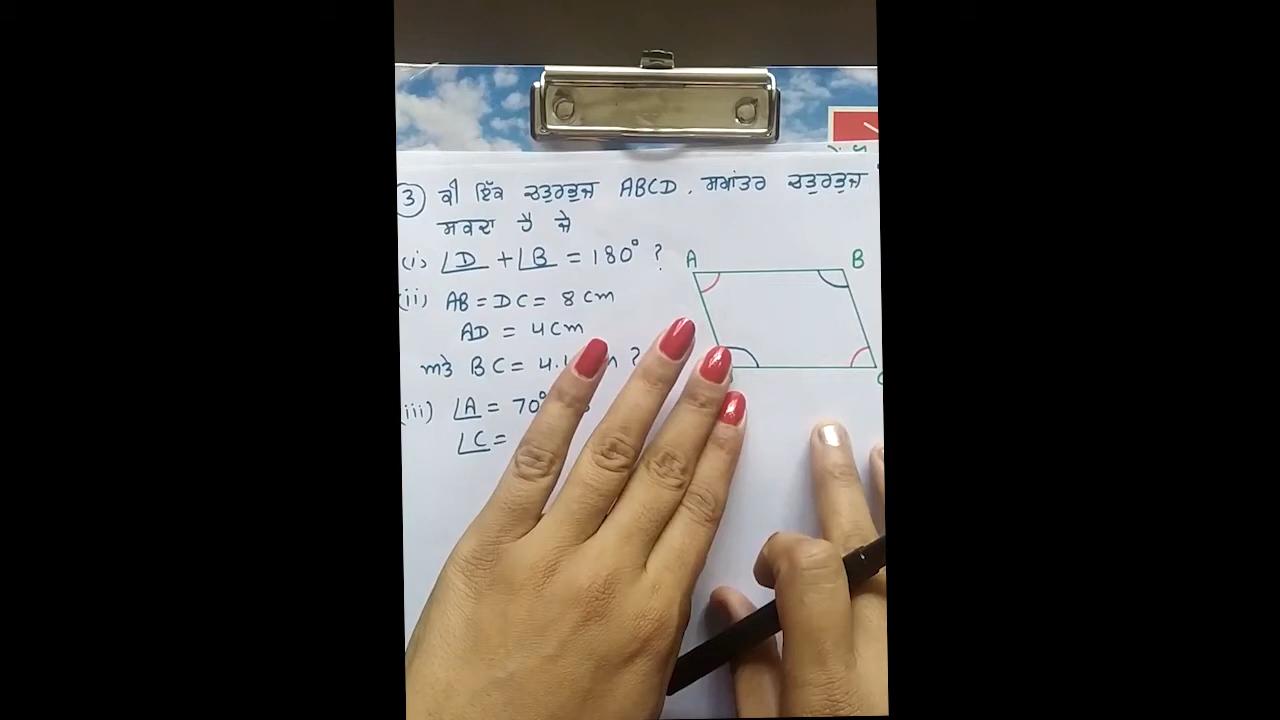 3 ਕੀ ਇੱਕ ਚਤੁਰਭੁਜ ABCD, ਸਮਾਂਤਰ ਚਤੁਰਭੁਜ
ਸਕਦਾ ਹੈ ਜੇ
(i) ∠D + ∠B = 180° ?
(ii) AB = DC = 8 cm
AD = 4 cm
ਅਤੇ BC = 4.
(iii) ∠A = 70°
∠C =
A
B